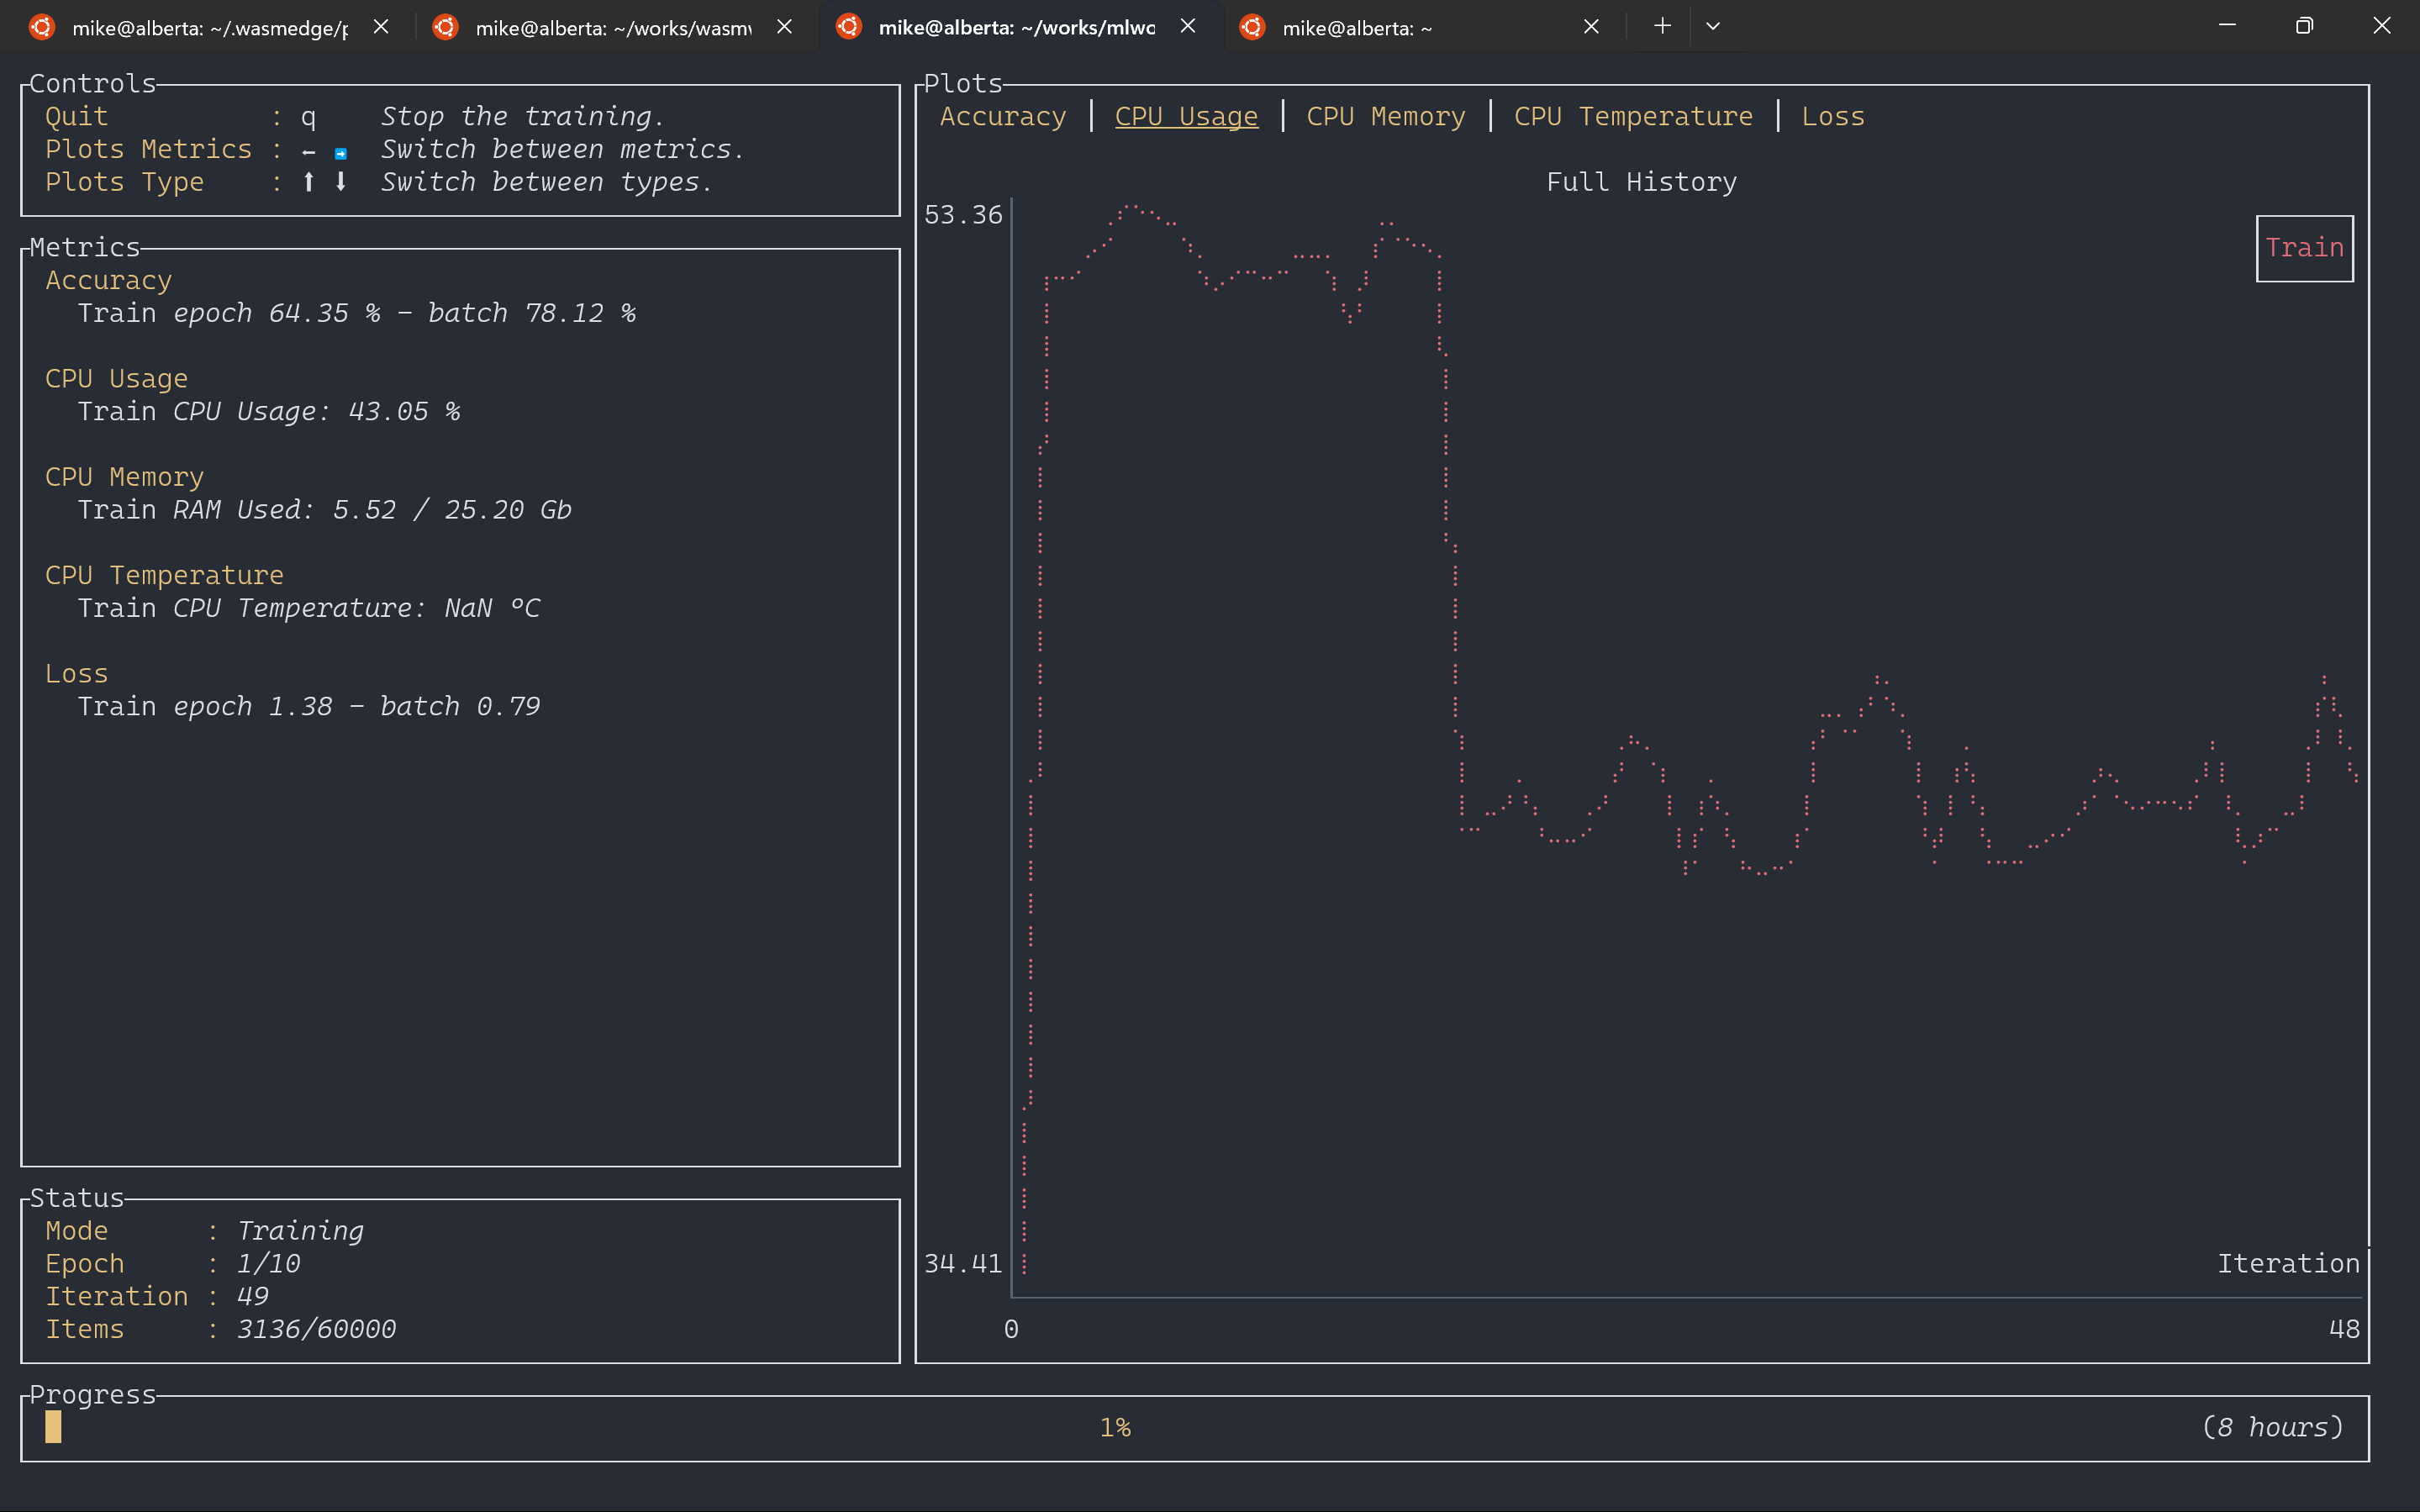 mike@alberta: ~/.wasmedge/p
mike@alberta: ~/works/wasmv
mike@alberta: ~/works/mlwo
mike@alberta: ~
Controls
Quit : q Stop the training.
Plots Metrics : ← ➡ Switch between metrics.
Plots Type : ⬆ ⬇ Switch between types.
Metrics
Accuracy
Train epoch 64.35 % - batch 78.12 %
CPU Usage
Train CPU Usage: 43.05 %
CPU Memory
Train RAM Used: 5.52 / 25.20 Gb
CPU Temperature
Train CPU Temperature: NaN °C
Loss
Train epoch 1.38 - batch 0.79
Status
Mode : Training
Epoch : 1/10
Iteration : 49
Items : 3136/60000
Plots
Accuracy | CPU Usage | CPU Memory | CPU Temperature | Loss
Full History
53.36
Train
34.41
Iteration
0 48
Progress
1% (8 hours)